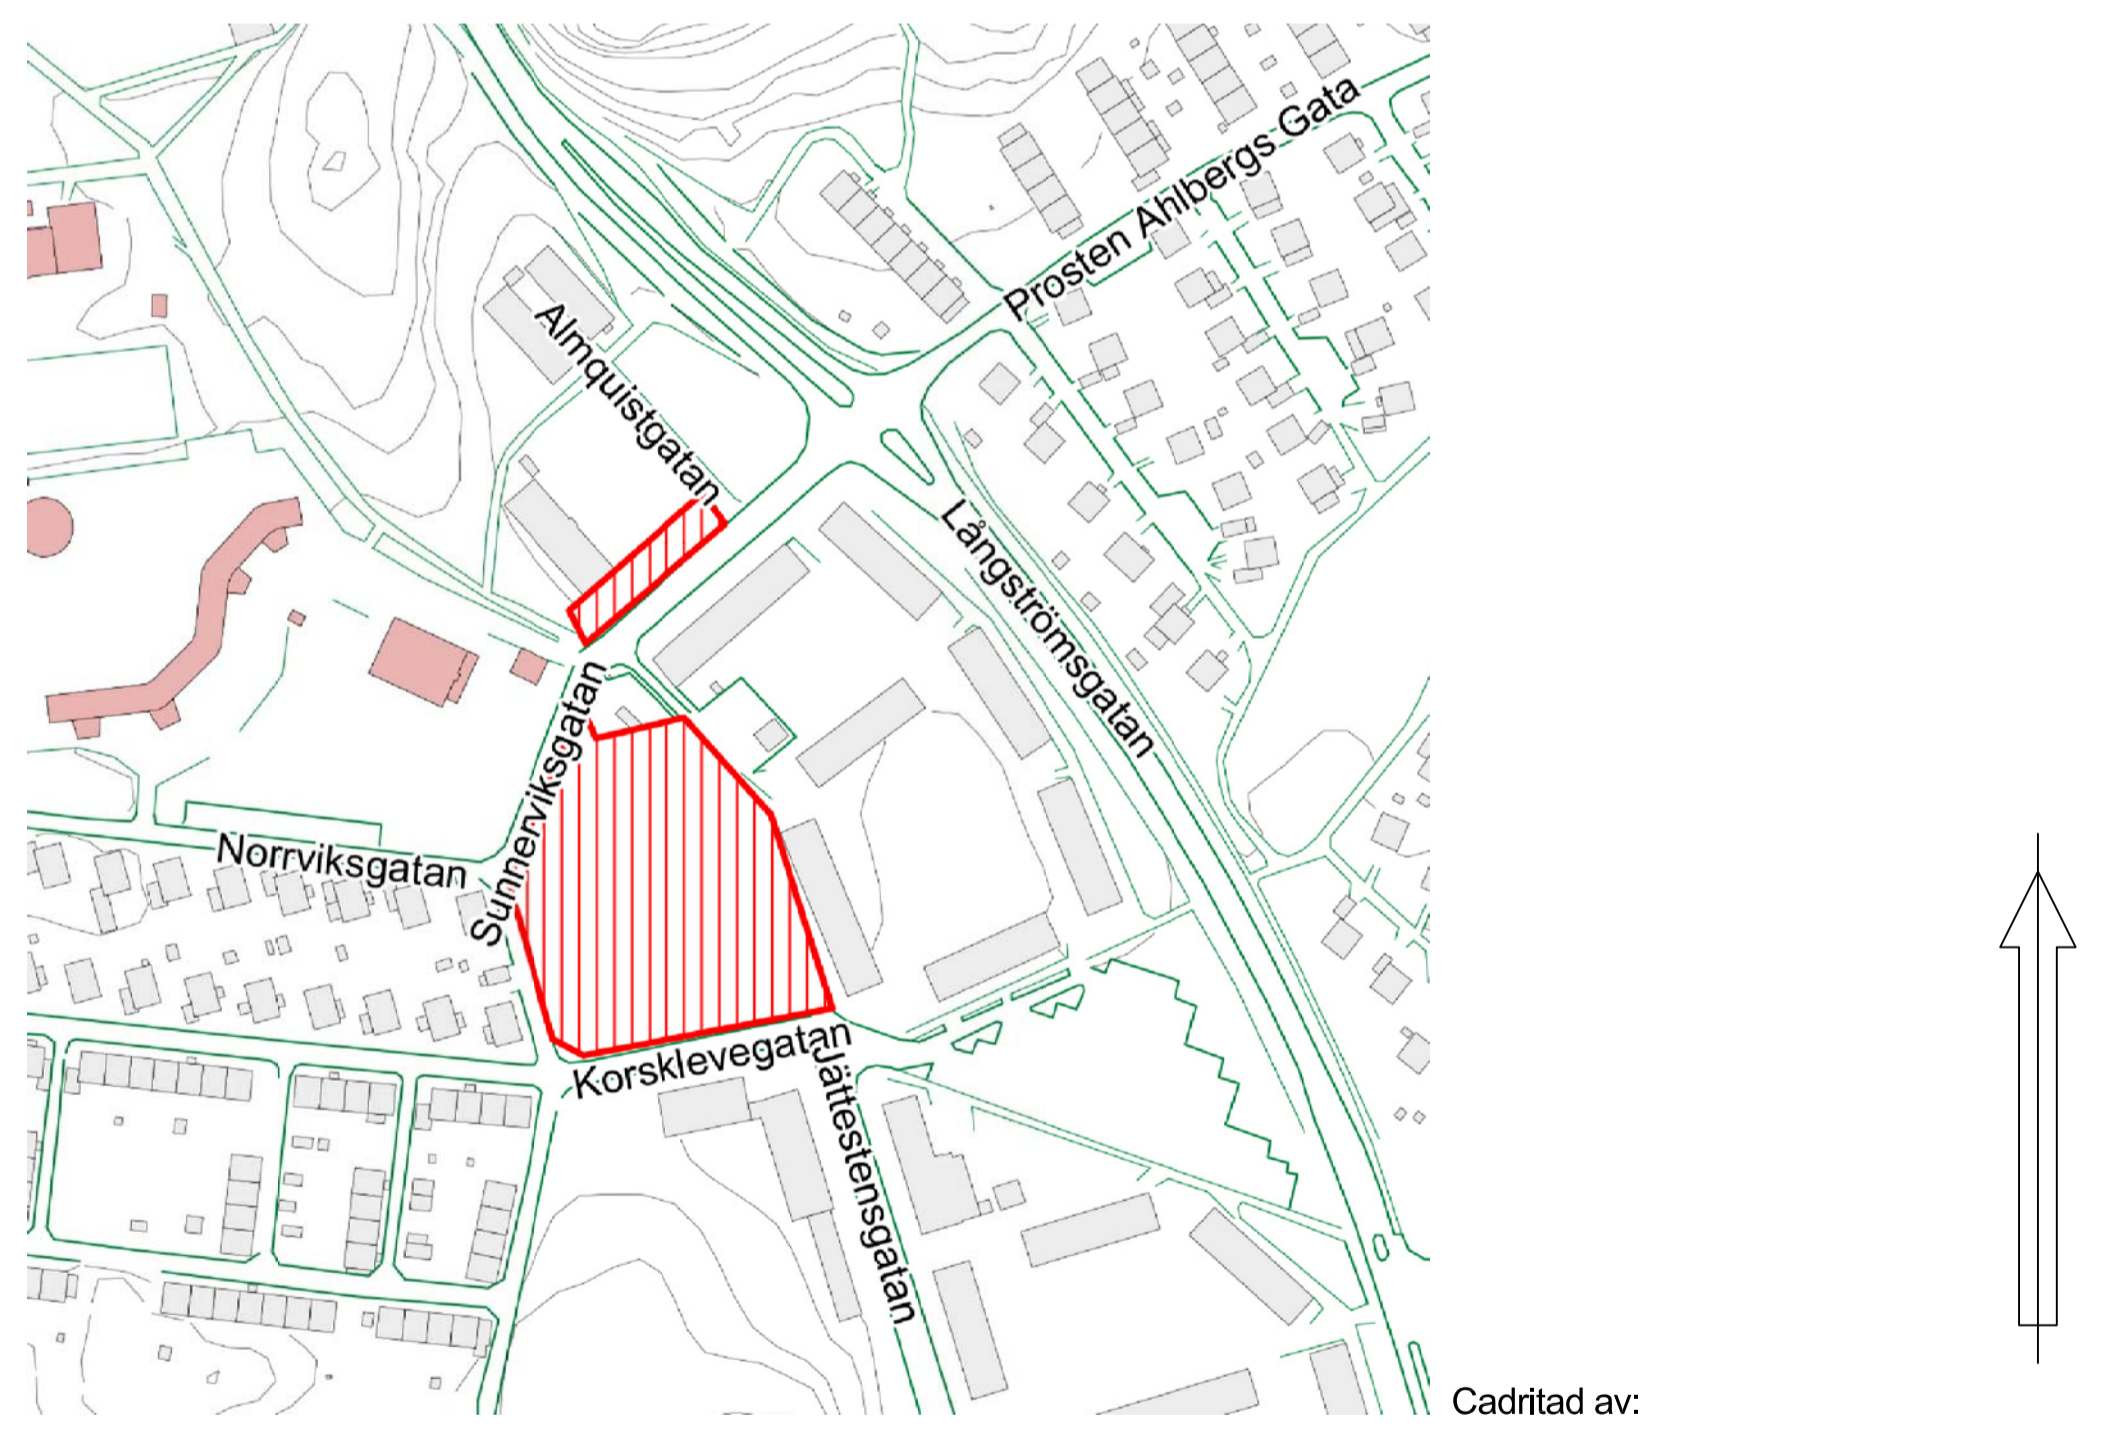 Prosten Ahlbergs Gata
Almquistgatan
Långströmsgatan
Sunnerviksgatan
Norrviksgatan
Korsklevegatan
Jättestensgatan
Cadritad av: